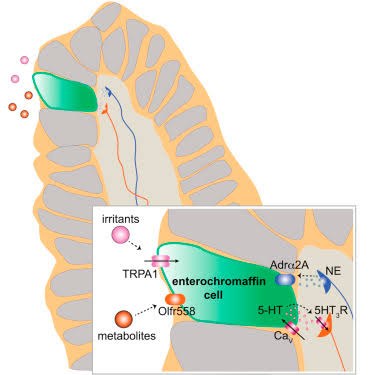 irritants
TRPA1
enterochromaffin
cell
Adrα2A
NE
Olfr558
metabolites
5-HT
5HT₃R
Caᵥ